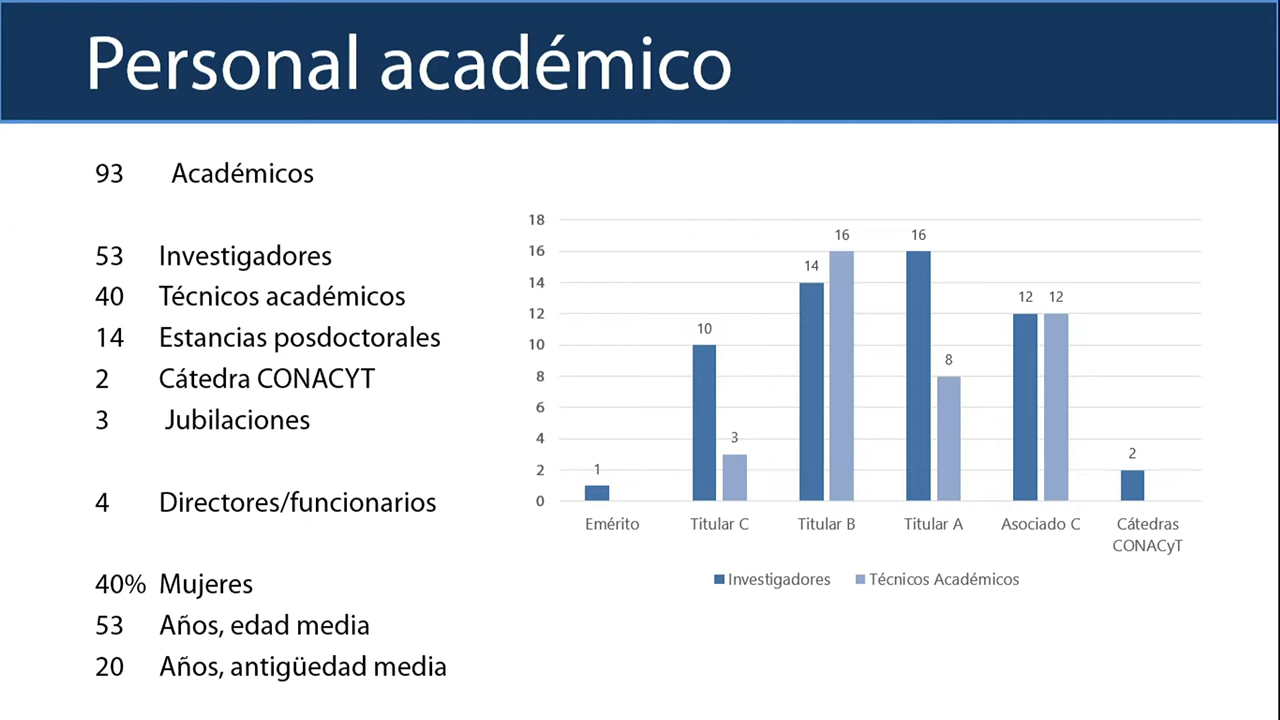 Personal académico
93 Académicos
53 Investigadores
40 Técnicos académicos
14 Estancias posdoctorales
2 Cátedra CONACYT
3 Jubilaciones
4 Directores/funcionarios
40% Mujeres
53 Años, edad media
20 Años, antigüedad media
18
16
14
12
10
8
6
4
2
0
1
10
3
14
16
16
8
12
12
2
Emérito
Titular C
Titular B
Titular A
Asociado C
Cátedras
CONACyT
Investigadores
Técnicos Académicos